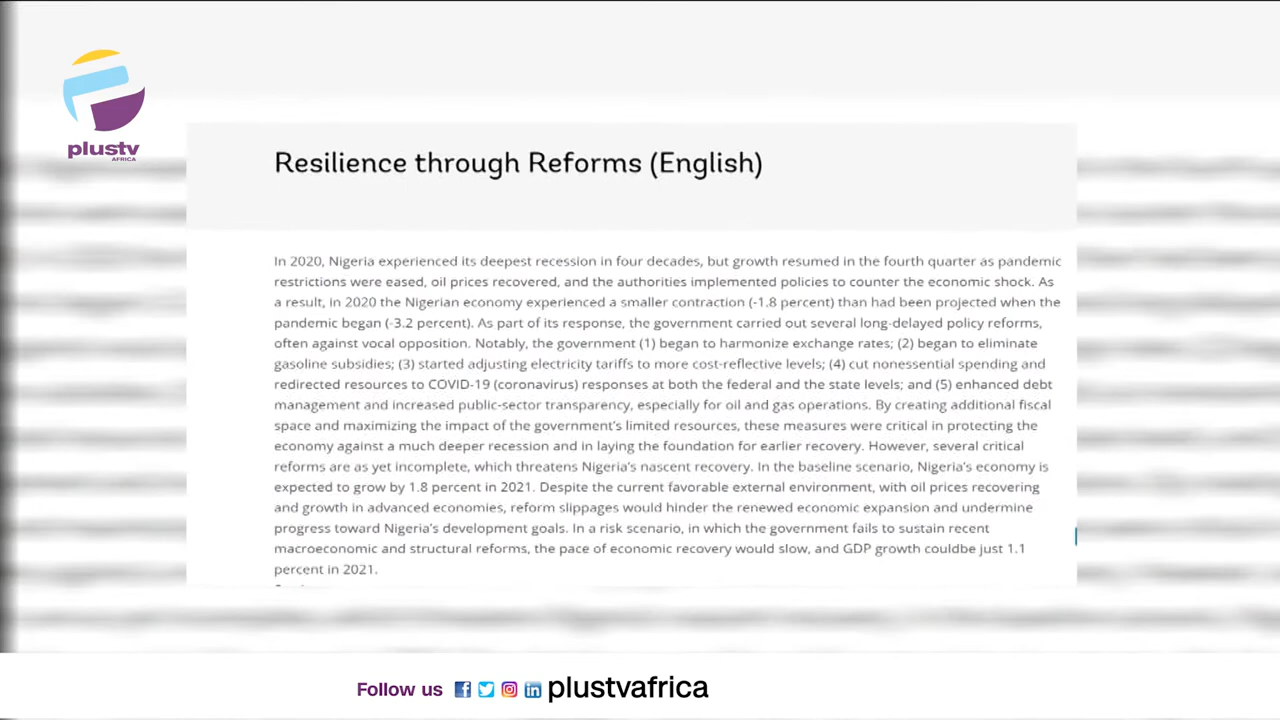 plustv
AFRICA
Resilience through Reforms (English)
In 2020, Nigeria experienced its deepest recession in four decades, but growth resumed in the fourth quarter as pandemic
restrictions were eased, oil prices recovered, and the authorities implemented policies to counter the economic shock. As
a result, in 2020 the Nigerian economy experienced a smaller contraction (-1.8 percent) than had been projected when the
pandemic began (-3.2 percent). As part of its response, the government carried out several long-delayed policy reforms,
often against vocal opposition. Notably, the government (1) began to harmonize exchange rates; (2) began to eliminate
gasoline subsidies; (3) started adjusting electricity tariffs to more cost-reflective levels; (4) cut nonessential spending and
redirected resources to COVID-19 (coronavirus) responses at both the federal and the state levels; and (5) enhanced debt
management and increased public-sector transparency, especially for oil and gas operations. By creating additional fiscal
space and maximizing the impact of the government's limited resources, these measures were critical in protecting the
economy against a much deeper recession and in laying the foundation for earlier recovery. However, several critical
reforms are as yet incomplete, which threatens Nigeria's nascent recovery. In the baseline scenario, Nigeria's economy is
expected to grow by 1.8 percent in 2021. Despite the current favorable external environment, with oil prices recovering
and growth in advanced economies, reform slippages would hinder the renewed economic expansion and undermine
progress toward Nigeria's development goals. In a risk scenario, in which the government fails to sustain recent
macroeconomic and structural reforms, the pace of economic recovery would slow, and GDP growth couldbe just 1.1
percent in 2021.
Follow us plustvafrica